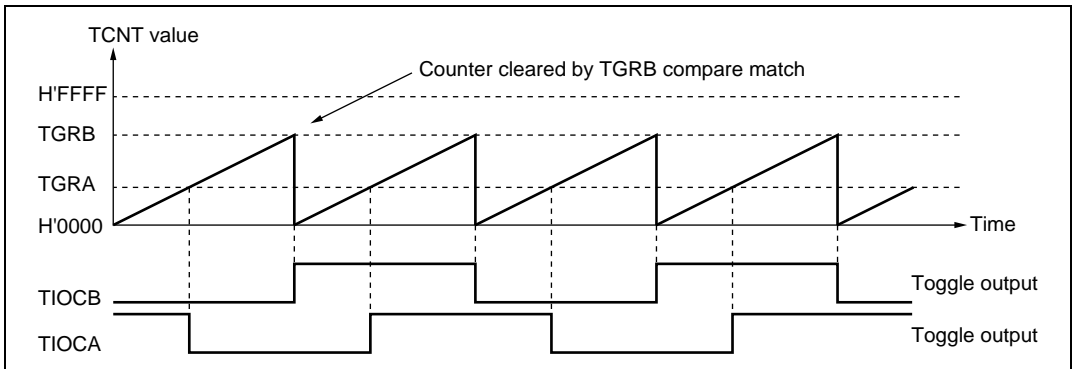 TCNT value
Counter cleared by TGRB compare match
H'FFFF
TGRB
TGRA
H'0000
Time
TIOCB
Toggle output
TIOCA
Toggle output